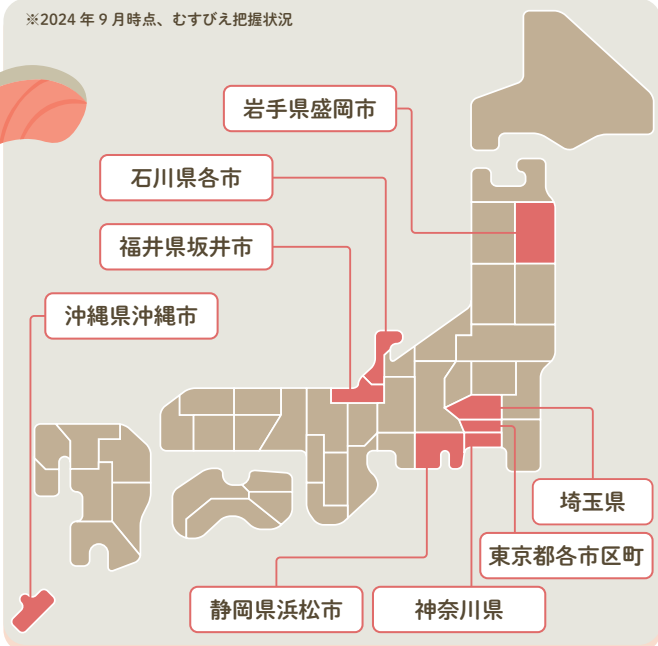 ※2024年9月時点、むすびえ把握状況
岩手県盛岡市
石川県各市
福井県坂井市
沖縄県沖縄市
埼玉県
東京都各市区町
静岡県浜松市
神奈川県